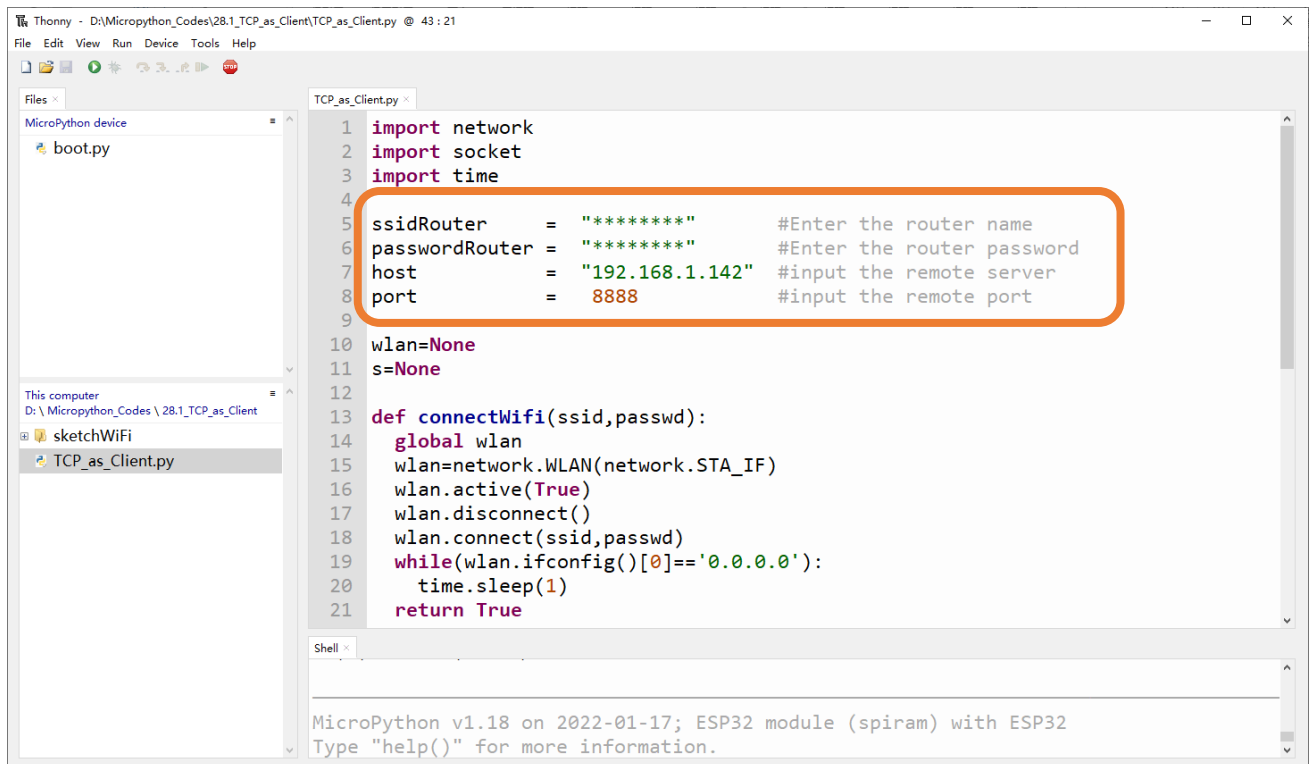 Thonny - D:\Micropython_Codes\28.1_TCP_as_Client\TCP_as_Client.py @ 43 : 21
File Edit View Run Device Tools Help
STOP
Files
MicroPython device
boot.py
This computer
D: \ Micropython_Codes \ 28.1_TCP_as_Client
sketchWiFi
TCP_as_Client.py
TCP_as_Client.py
1 import network
2 import socket
3 import time
4
5 ssidRouter     =  "********"       #Enter the router name
6 passwordRouter =  "********"       #Enter the router password
7 host           =  "192.168.1.142"  #input the remote server
8 port           =   8888            #input the remote port
9
10 wlan=None
11 s=None
12
13 def connectWifi(ssid,passwd):
14   global wlan
15   wlan=network.WLAN(network.STA_IF)
16   wlan.active(True)
17   wlan.disconnect()
18   wlan.connect(ssid,passwd)
19   while(wlan.ifconfig()[0]=='0.0.0.0'):
20     time.sleep(1)
21   return True
Shell
MicroPython v1.18 on 2022-01-17; ESP32 module (spiram) with ESP32
Type "help()" for more information.